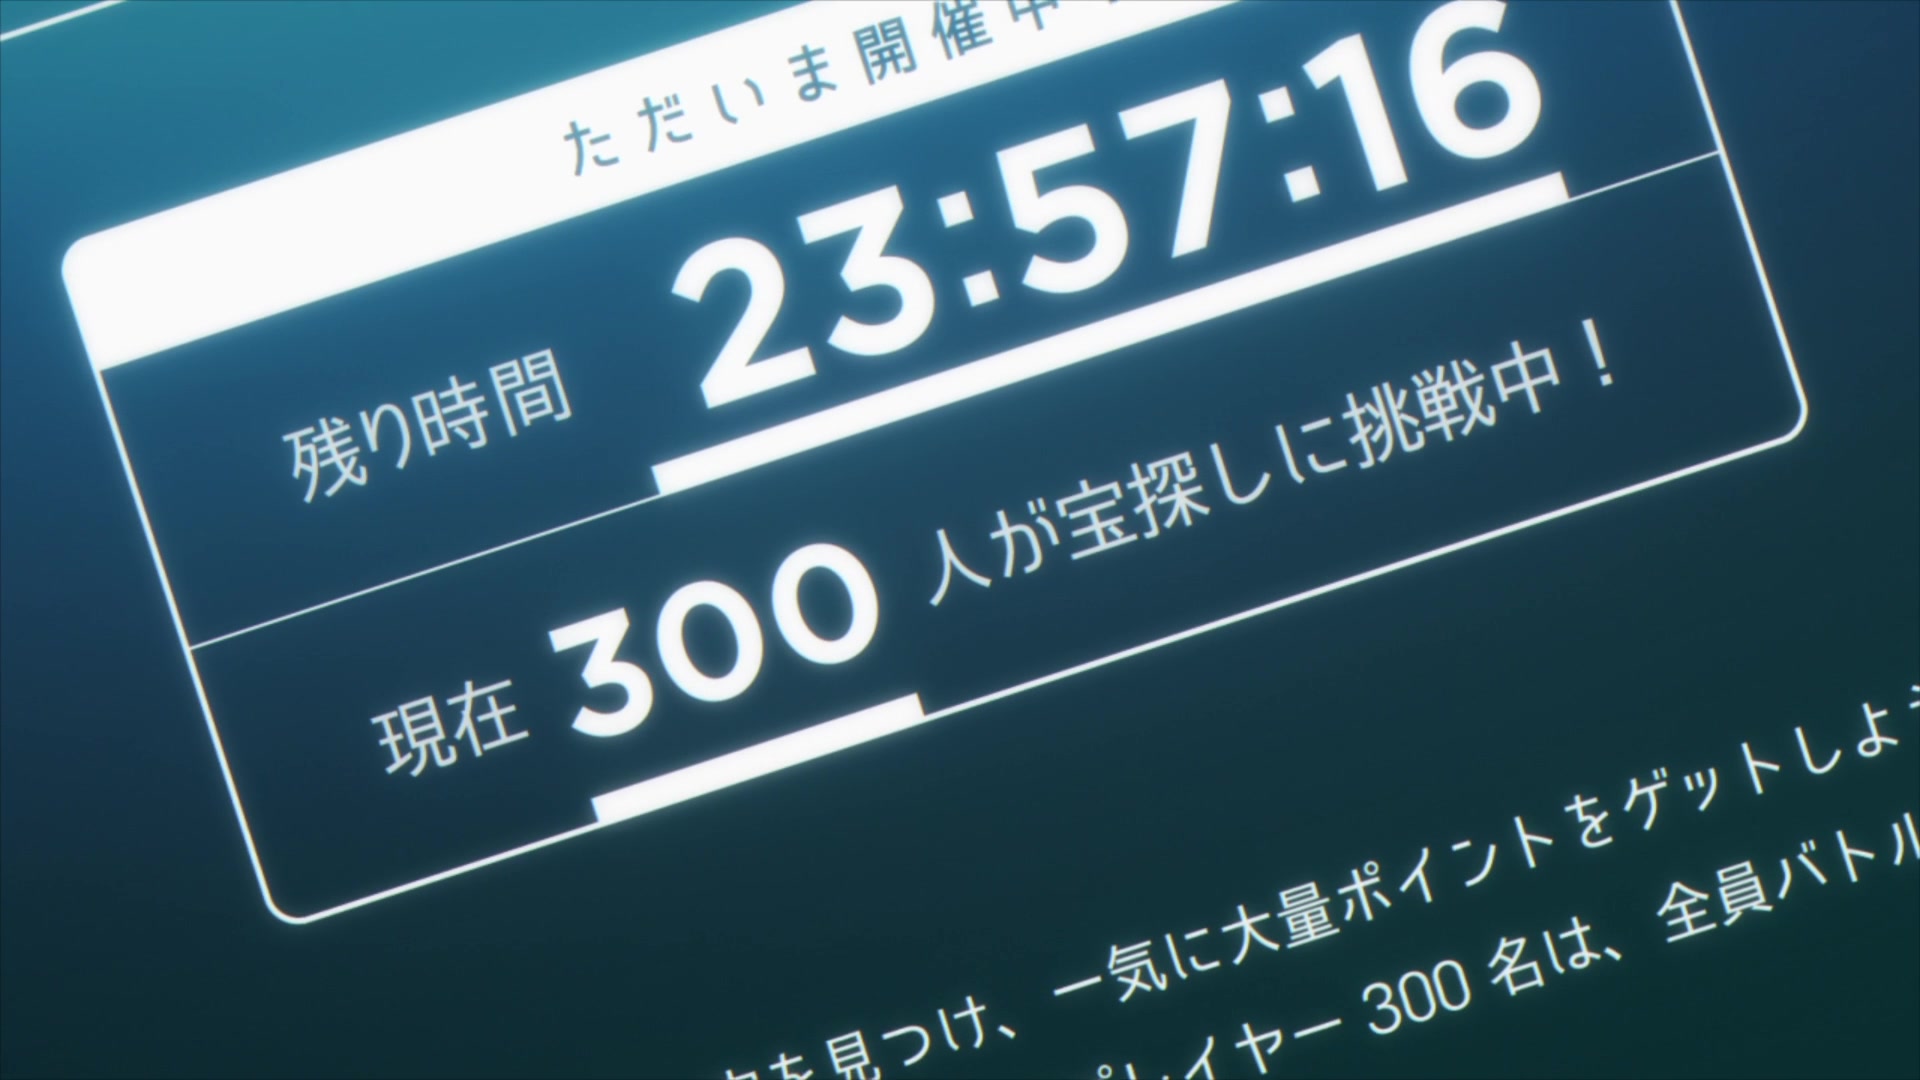 ただいま開催中
残り時間 23:57:16
現在 300 人が宝探しに挑戦中！
を見つけ、一気に大量ポイントをゲットしよう
プレイヤー 300 名は、全員バトル